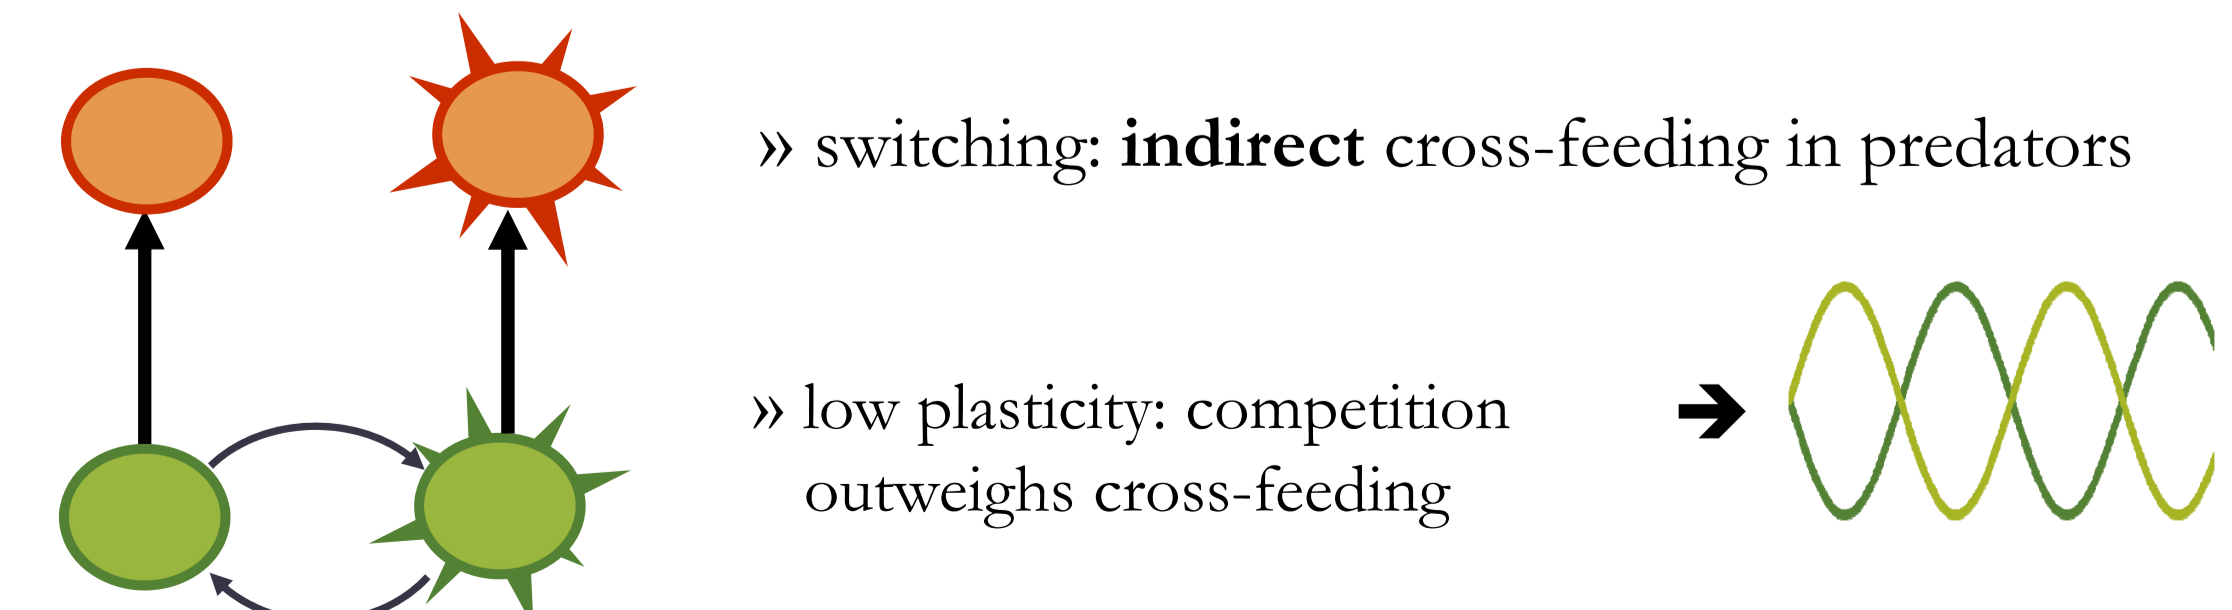 » switching: indirect cross-feeding in predators
» low plasticity: competition
outweighs cross-feeding